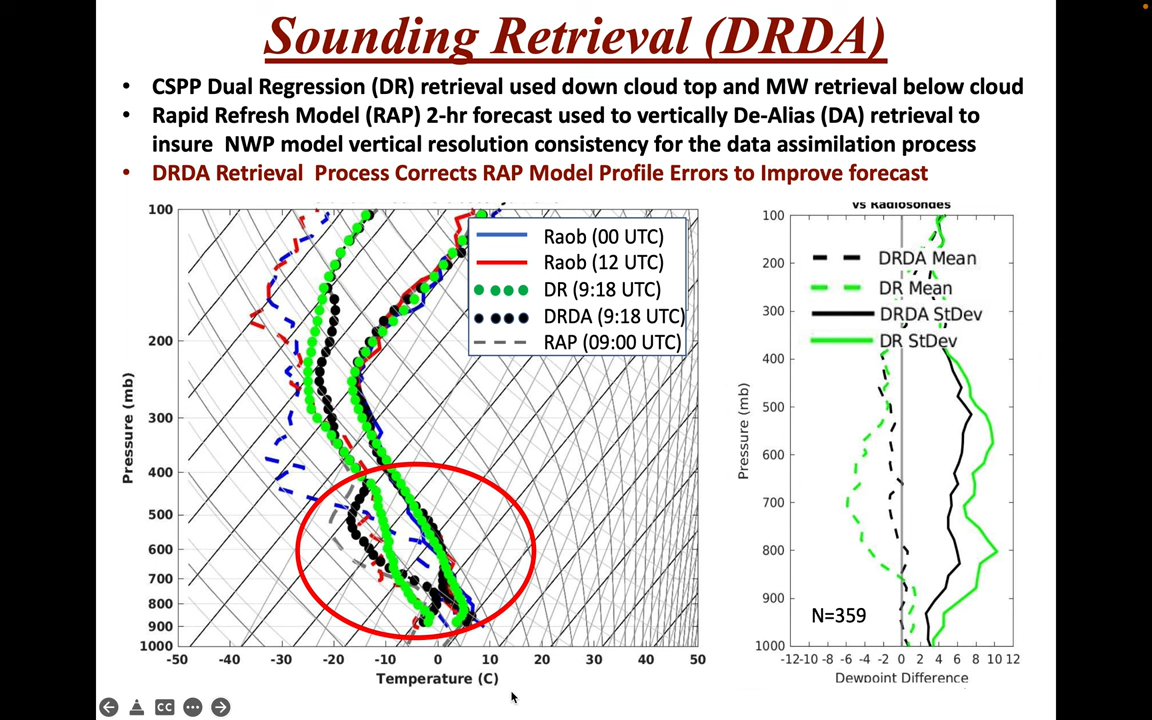 Sounding Retrieval (DRDA)
• CSPP Dual Regression (DR) retrieval used down cloud top and MW retrieval below cloud
• Rapid Refresh Model (RAP) 2-hr forecast used to vertically De-Alias (DA) retrieval to
insure NWP model vertical resolution consistency for the data assimilation process
• DRDA Retrieval Process Corrects RAP Model Profile Errors to Improve forecast
Raob (00 UTC)
Raob (12 UTC)
DR (9:18 UTC)
DRDA (9:18 UTC)
RAP (09:00 UTC)
Pressure (mb)
100
200
300
400
500
600
700
800
900
1000
-50 -40 -30 -20 -10 0 10 20 30 40 50
Temperature (C)
vs Radiosondes
DRDA Mean
DR Mean
DRDA StDev
DR StDev
Pressure (mb)
100
200
300
400
500
600
700
800
900
1000
N=359
-12 -10 -8 -6 -4 -2 0 2 4 6 8 10 12
Dewpoint Difference
CC